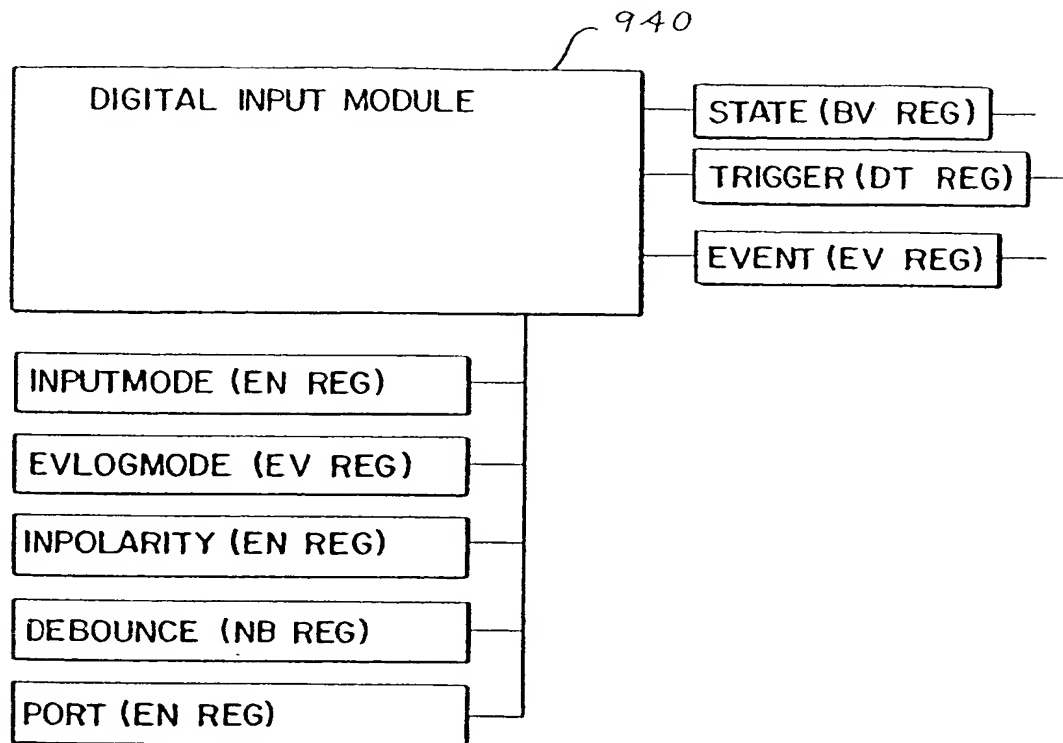 940
DIGITAL INPUT MODULE
STATE (BV REG)
TRIGGER (DT REG)
EVENT (EV REG)
INPUTMODE (EN REG)
EVLOGMODE (EV REG)
INPOLARITY (EN REG)
DEBOUNCE (NB REG)
PORT (EN REG)